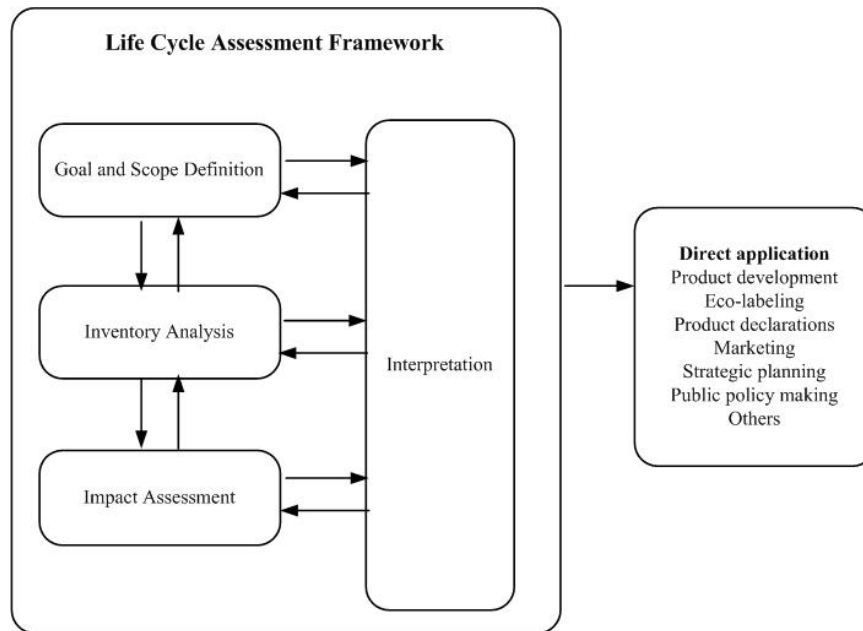 Life Cycle Assessment Framework
Goal and Scope Definition
Inventory Analysis
Impact Assessment
Interpretation
Direct application
Product development
Eco-labeling
Product declarations
Marketing
Strategic planning
Public policy making
Others